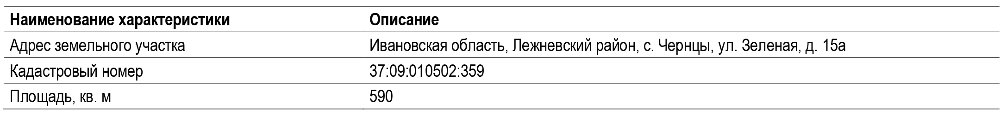 Наименование характеристики Описание
Адрес земельного участка Ивановская область, Лежневский район, с. Чернцы, ул. Зеленая, д. 15а
Кадастровый номер 37:09:010502:359
Площадь, кв. м 590